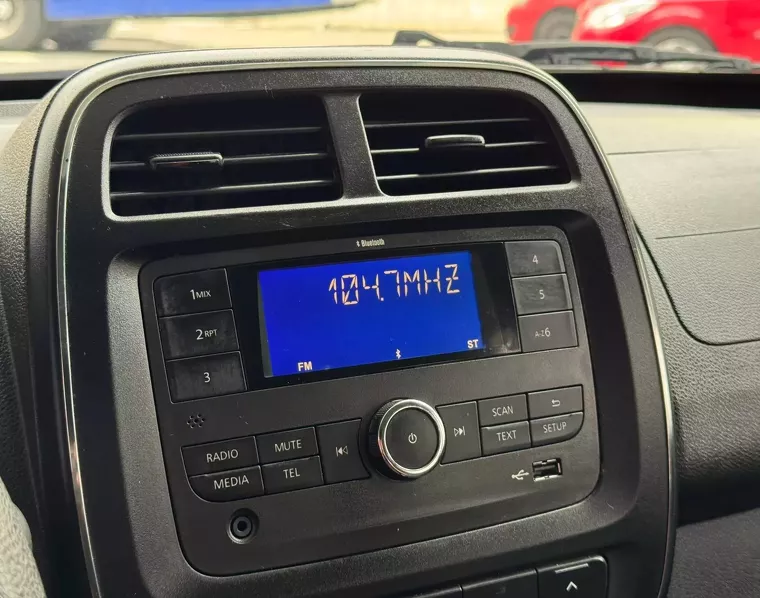 Bluetooth
104.7MHZ
FM
ST
1MIX
2RPT
3
4
5
A-Z6
RADIO
MUTE
MEDIA
TEL
SCAN
TEXT
SETUP